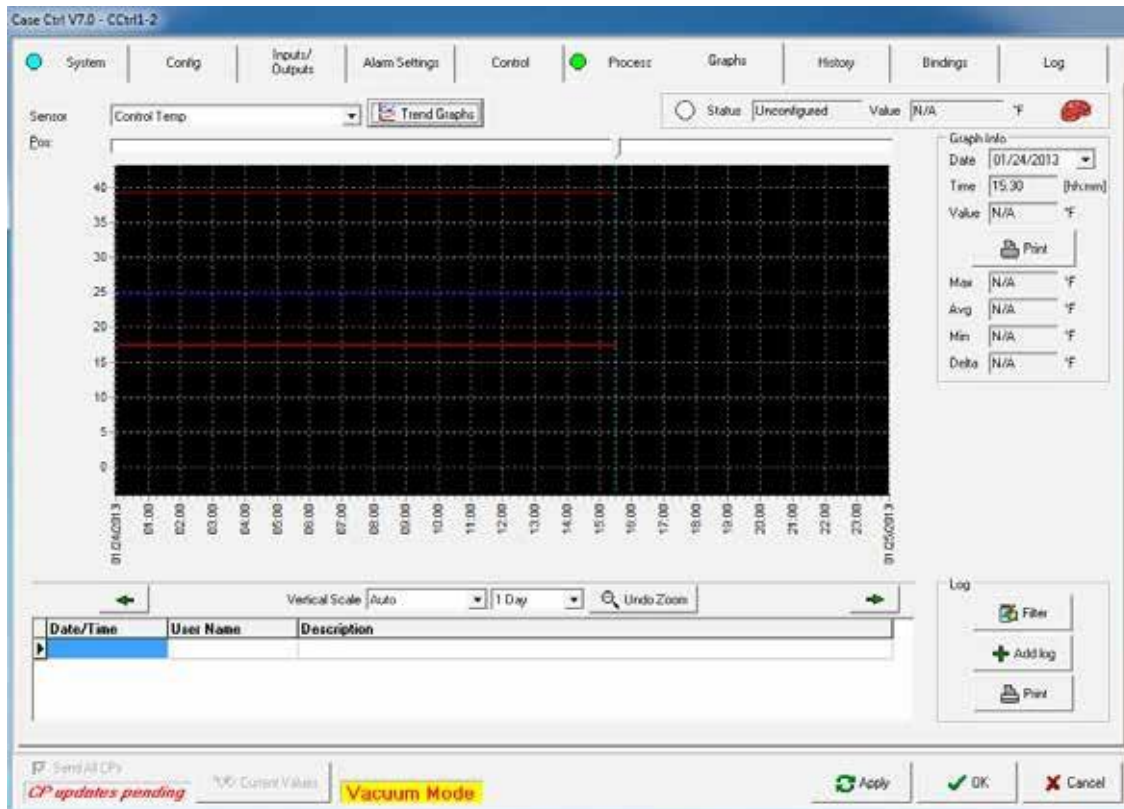 Case Ctrl V7.0 - CCtrl1-2
System Config Inputs/ Outputs Alarm Settings Control Process Graphs History Bindings Log
Sensor Control Temp Trend Graphs Status Unconfigured Value N/A °F
Pos:
Graph Info
Date 01/24/2013
Time 15:30 [hh:mm]
Value N/A °F
Print
Max N/A °F
Avg N/A °F
Min N/A °F
Delta N/A °F
40
35
30
25
20
15
10
5
0
01/24/2013 01:00 02:00 03:00 04:00 05:00 06:00 07:00 08:00 09:00 10:00 11:00 12:00 13:00 14:00 15:00 16:00 17:00 18:00 19:00 20:00 21:00 22:00 23:00 01/25/2013
Vertical Scale Auto 1 Day Undo Zoom
Date/Time User Name Description
Log
Filter
Add log
Print
Send All CPs
CP updates pending Current Values Vacuum Mode Apply OK Cancel